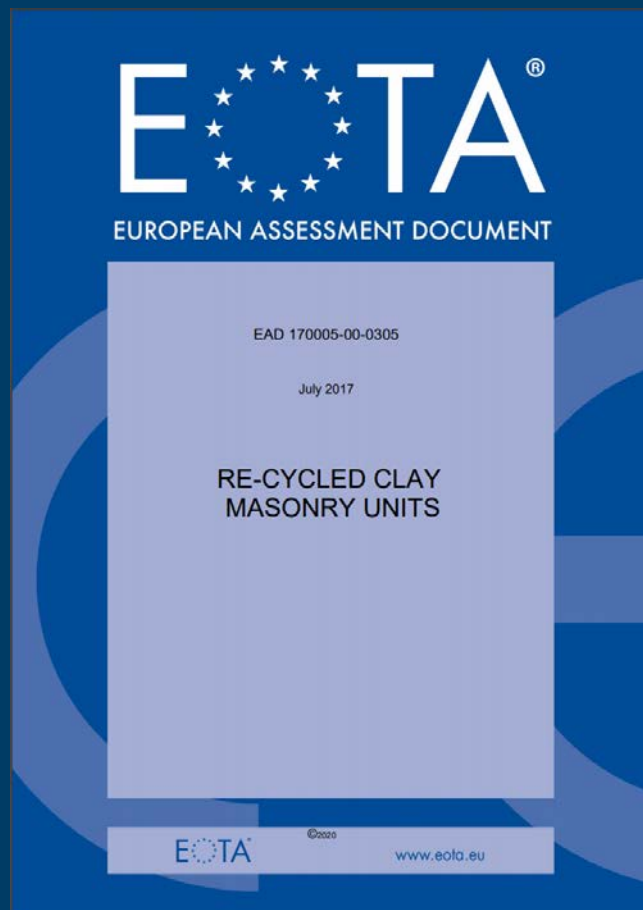 EOTA®
EUROPEAN ASSESSMENT DOCUMENT
EAD 170005-00-0305
July 2017
RE-CYCLED CLAY
MASONRY UNITS
©2020
EOTA®
www.eota.eu